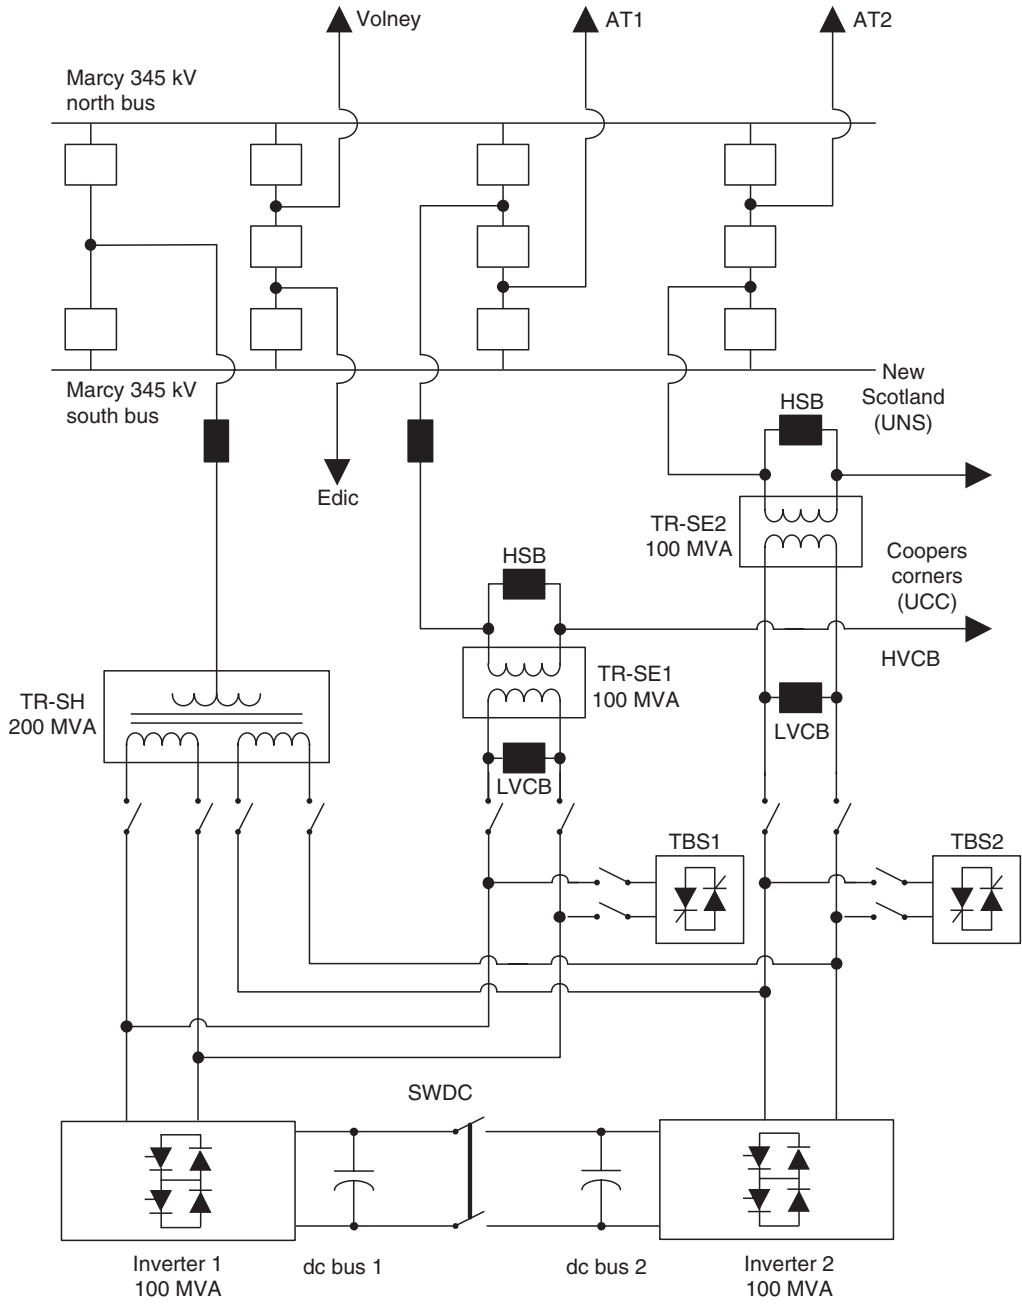 Volney
AT1
AT2
Marcy 345 kV
north bus
Marcy 345 kV
south bus
New
Scotland
(UNS)
HSB
Edic
TR-SE2
100 MVA
HSB
Coopers
corners
(UCC)
HVCB
TR-SH
200 MVA
TR-SE1
100 MVA
LVCB
LVCB
TBS1
TBS2
SWDC
Inverter 1
100 MVA
dc bus 1
dc bus 2
Inverter 2
100 MVA